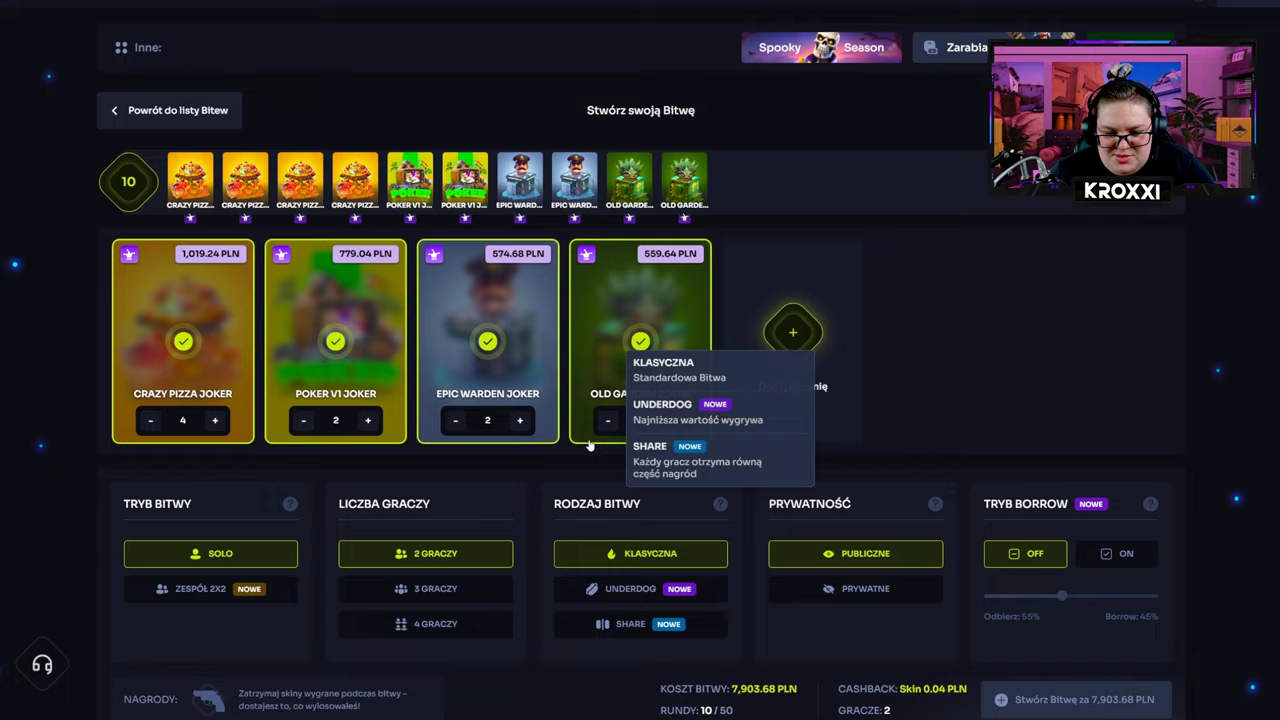 Inne:
Spooky Season
Zarabia
KROXXI
Powrót do listy Bitew
Stwórz swoją Bitwę
10
CRAZY PIZZ...
CRAZY PIZZ...
CRAZY PIZZ...
CRAZY PIZZ...
POKER V1 J...
POKER V1 J...
EPIC WARD...
EPIC WARD...
OLD GARDE...
OLD GARDE...
1,019.24 PLN
CRAZY PIZZA JOKER
- 4 +
779.04 PLN
POKER V1 JOKER
- 2 +
574.68 PLN
EPIC WARDEN JOKER
- 2 +
559.64 PLN
OLD GA
-
+
KLASYCZNA
Standardowa Bitwa
UNDERDOG NOWE
Najniższa wartość wygrywa
SHARE NOWE
Każdy gracz otrzyma równą
część nagród
TRYB BITWY ?
SOLO
ZESPÓŁ 2X2 NOWE
LICZBA GRACZY
2 GRACZY
3 GRACZY
4 GRACZY
RODZAJ BITWY ?
KLASYCZNA
UNDERDOG NOWE
SHARE NOWE
PRYWATNOŚĆ ?
PUBLICZNE
PRYWATNE
TRYB BORROW NOWE ?
OFF
ON
Odbierz: 55%
Borrow: 45%
NAGRODY:
Zatrzymaj skiny wygrane podczas bitwy –
dostajesz to, co wylosowałeś!
KOSZT BITWY: 7,903.68 PLN
RUNDY: 10 / 50
CASHBACK: Skin 0.04 PLN
GRACZE: 2
Stwórz Bitwę za 7,903.68 PLN